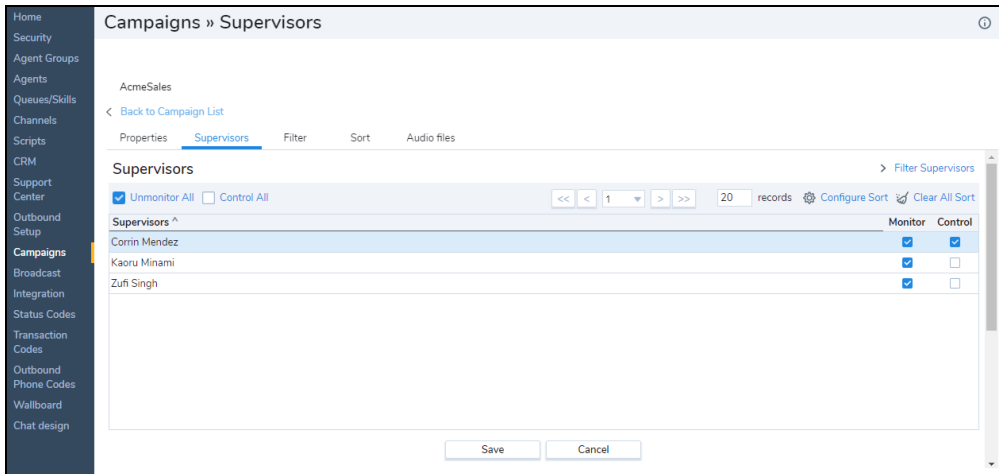 Home
Security
Agent Groups
Agents
Queues/Skills
Channels
Scripts
CRM
Support
Center
Outbound
Setup
Campaigns
Broadcast
Integration
Status Codes
Transaction
Codes
Outbound
Phone Codes
Wallboard
Chat design
Campaigns » Supervisors
AcmeSales
< Back to Campaign List
Properties Supervisors Filter Sort Audio files
Supervisors > Filter Supervisors
Unmonitor All Control All << < 1 > >> 20 records Configure Sort Clear All Sort
Supervisors ^ Monitor Control
Corrin Mendez
Kaoru Minami
Zufi Singh
Save Cancel